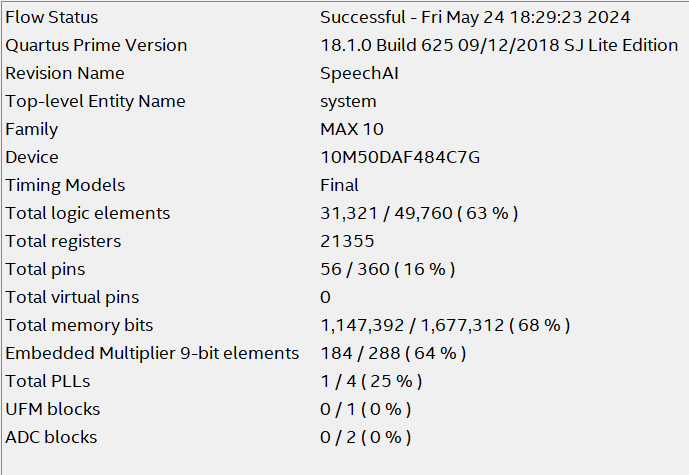 Flow Status Successful - Fri May 24 18:29:23 2024
Quartus Prime Version 18.1.0 Build 625 09/12/2018 SJ Lite Edition
Revision Name SpeechAI
Top-level Entity Name system
Family MAX 10
Device 10M50DAF484C7G
Timing Models Final
Total logic elements 31,321 / 49,760 ( 63 % )
Total registers 21355
Total pins 56 / 360 ( 16 % )
Total virtual pins 0
Total memory bits 1,147,392 / 1,677,312 ( 68 % )
Embedded Multiplier 9-bit elements 184 / 288 ( 64 % )
Total PLLs 1 / 4 ( 25 % )
UFM blocks 0 / 1 ( 0 % )
ADC blocks 0 / 2 ( 0 % )